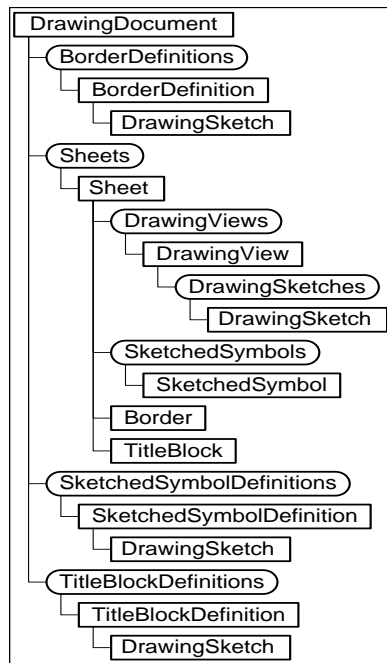 DrawingDocument
BorderDefinitions
BorderDefinition
DrawingSketch
Sheets
Sheet
DrawingViews
DrawingView
DrawingSketches
DrawingSketch
SketchedSymbols
SketchedSymbol
Border
TitleBlock
SketchedSymbolDefinitions
SketchedSymbolDefinition
DrawingSketch
TitleBlockDefinitions
TitleBlockDefinition
DrawingSketch